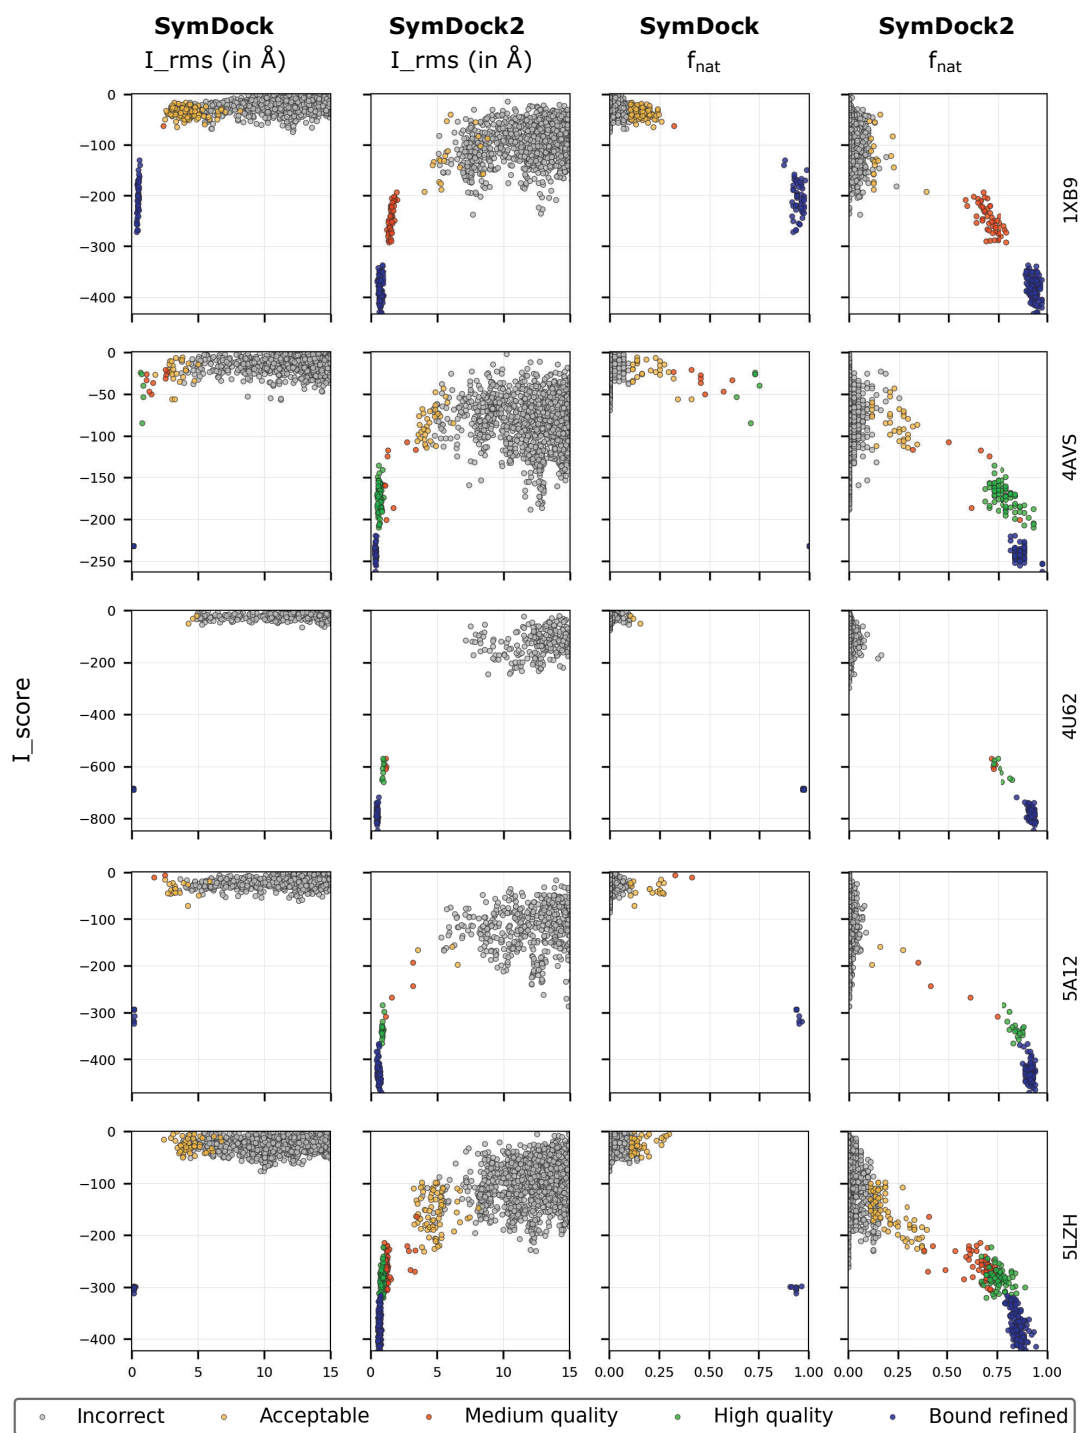 SymDock SymDock2 SymDock SymDock2
I_rms (in Å) I_rms (in Å) fnat fnat
0
−100
−200
−300
−400
1XB9
0
−50
−100
−150
−200
−250
4AVS
0
−200
−400
−600
−800
4U62
I_score
0
−100
−200
−300
−400
5A12
0
−100
−200
−300
−400
5LZH
0 5 10 15 0 5 10 15 0.00 0.25 0.50 0.75 1.00 0.00 0.25 0.50 0.75 1.00
Incorrect Acceptable Medium quality High quality Bound refined